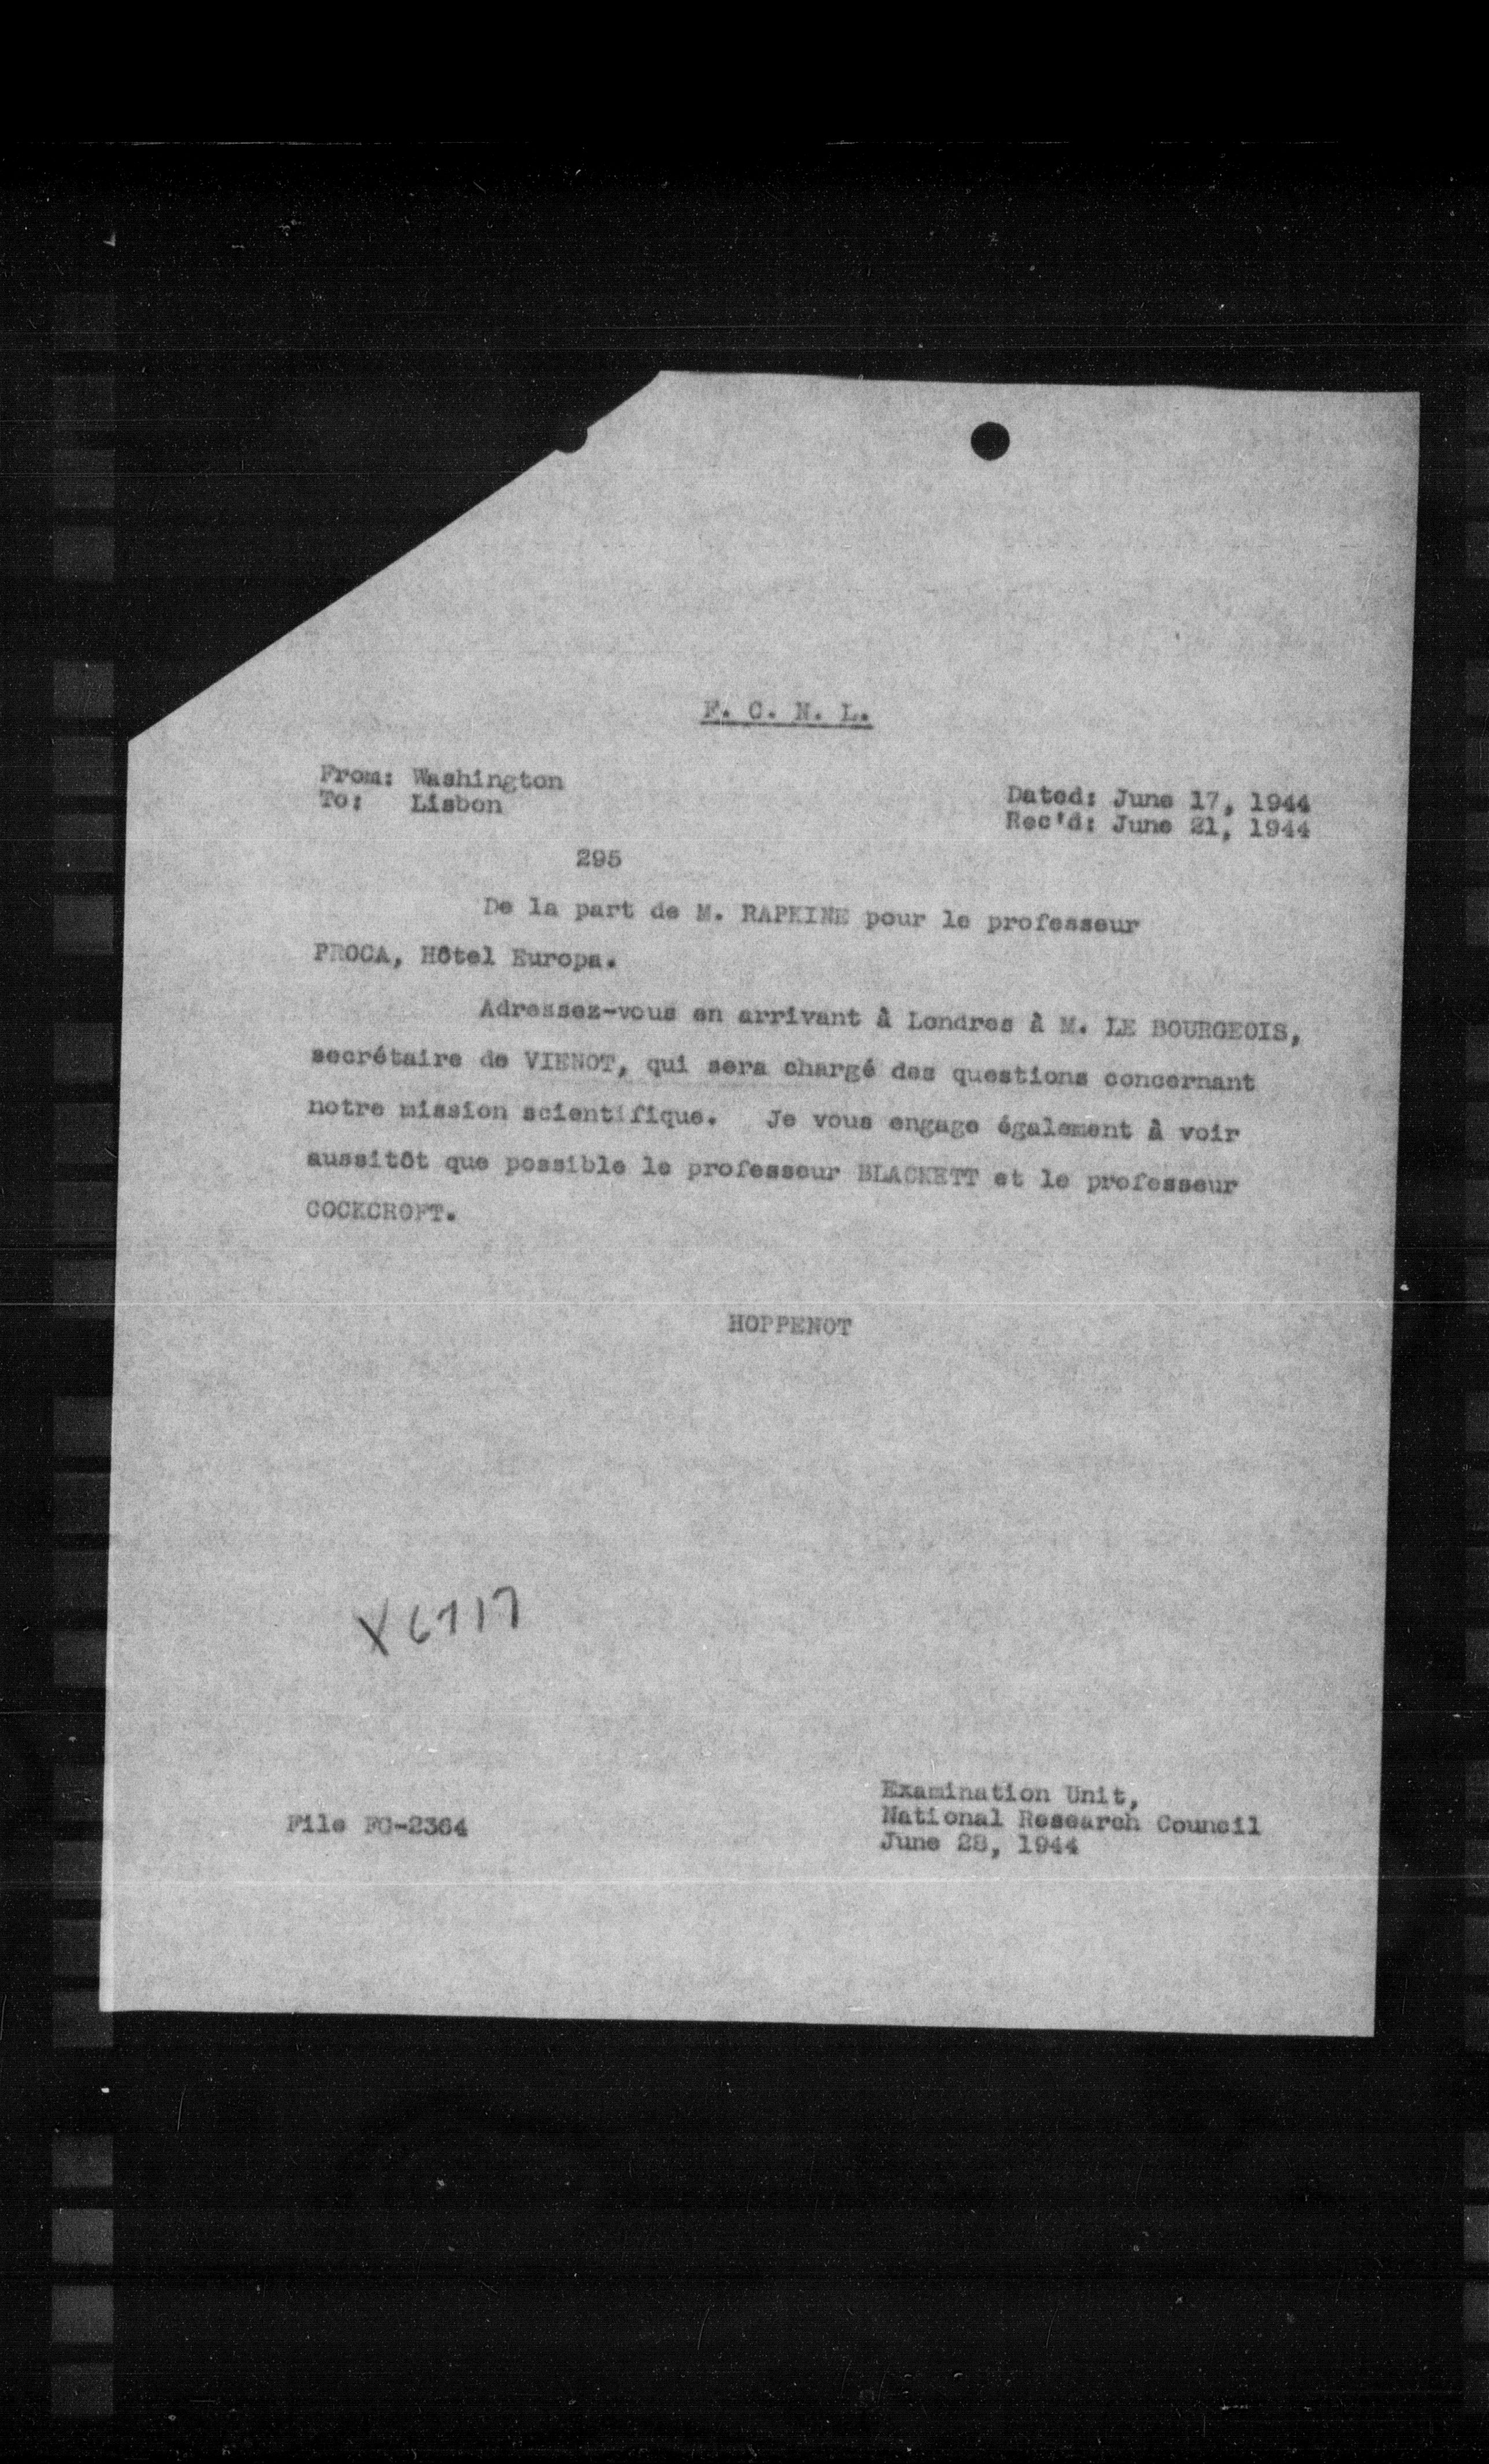 F. C. N. L.
From: Washington
To: Lisbon
Dated: June 17, 1944
Rec'd: June 21, 1944
295
De la part de M. RAPKINE pour le professeur
PROCA, Hôtel Europa.
Adressez-vous en arrivant à Londres à M. LE BOURGEOIS,
secrétaire de VIENOT, qui sera chargé des questions concernant
notre mission scientifique. Je vous engage également à voir
aussitôt que possible le professeur BLACKETT et le professeur
COCKCROFT.
HOPPENOT
X6717
Examination Unit,
National Research Council
June 28, 1944
File FG-2364